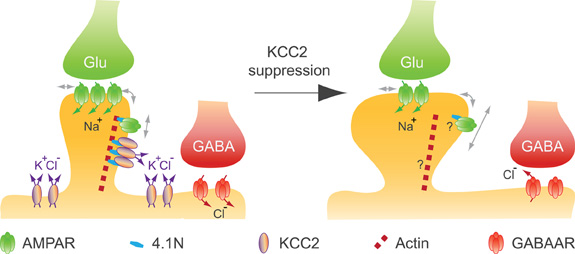 Glu
KCC2
suppression
Glu
Na+
Na+
?
GABA
GABA
K+Cl-
K+Cl-
?
Cl-
Cl-
AMPAR
4.1N
KCC2
Actin
GABAAR